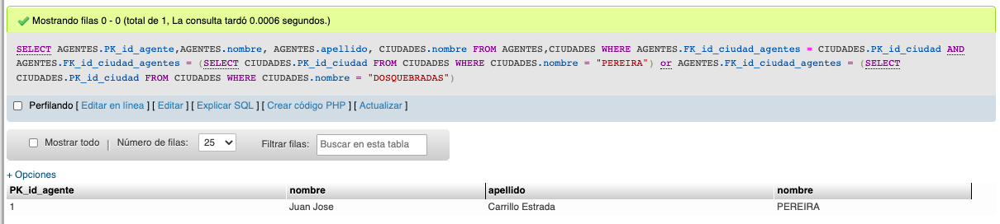 Mostrando filas 0 - 0 (total de 1, La consulta tardó 0.0006 segundos.)
SELECT AGENTES.PK_id_agente,AGENTES.nombre, AGENTES.apellido, CIUDADES.nombre FROM AGENTES,CIUDADES WHERE AGENTES.FK_id_ciudad_agentes = CIUDADES.PK_id_ciudad AND
AGENTES.FK_id_ciudad_agentes = (SELECT CIUDADES.PK_id_ciudad FROM CIUDADES WHERE CIUDADES.nombre = "PEREIRA") or AGENTES.FK_id_ciudad_agentes = (SELECT
CIUDADES.PK_id_ciudad FROM CIUDADES WHERE CIUDADES.nombre = "DOSQUEBRADAS")
Perfilando [ Editar en línea ] [ Editar ] [ Explicar SQL ] [ Crear código PHP ] [ Actualizar ]
Mostrar todo | Número de filas: 25 Filtrar filas: Buscar en esta tabla
+ Opciones
PK_id_agente nombre apellido nombre
1 Juan Jose Carrillo Estrada PEREIRA